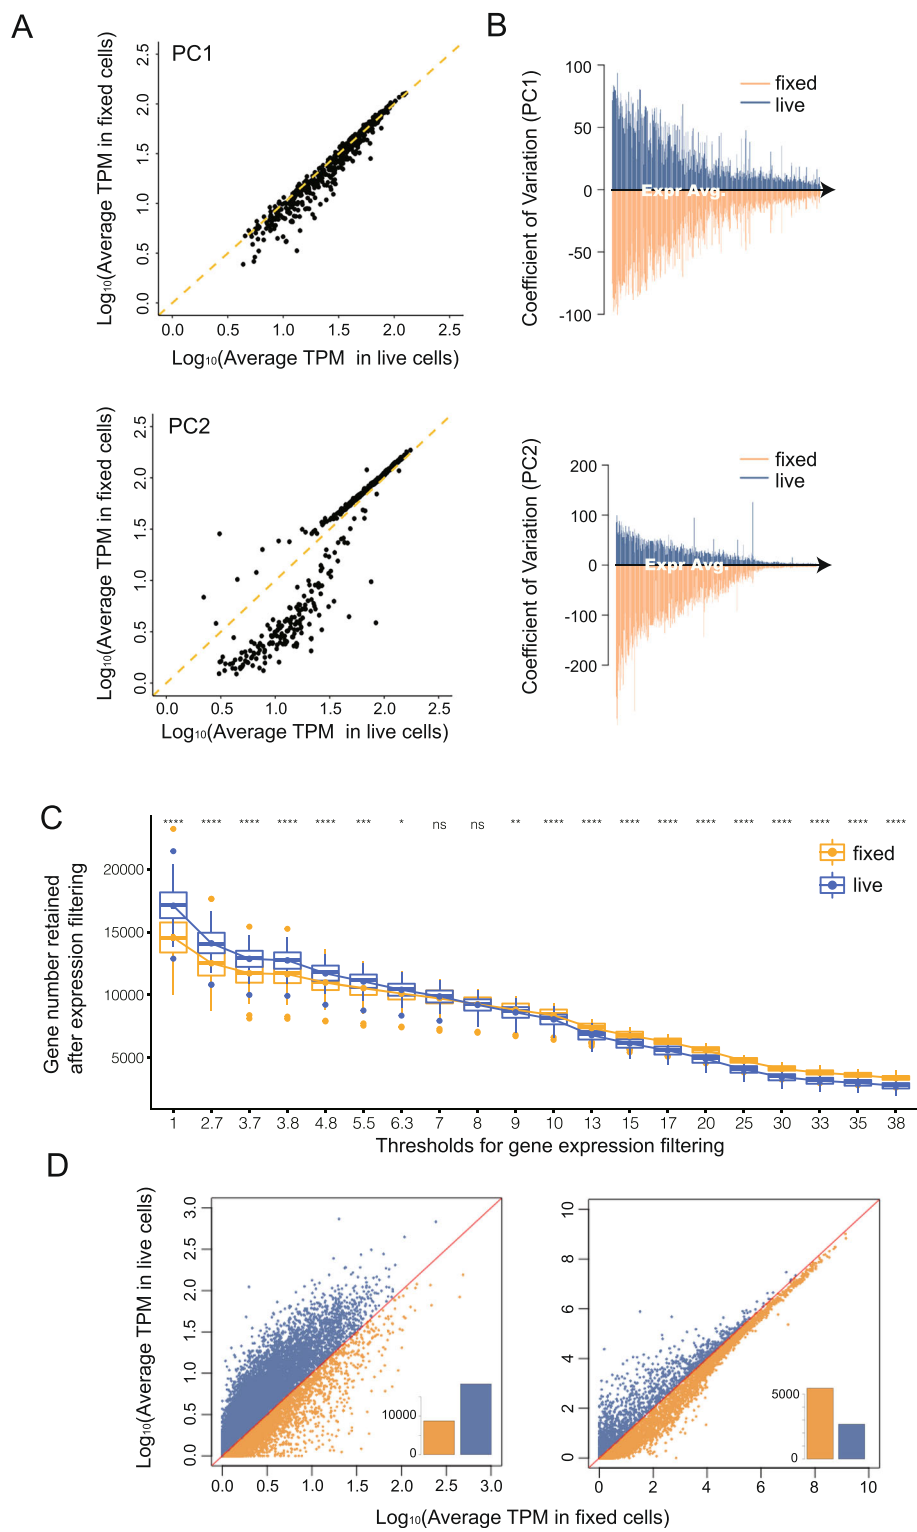 A
B
PC1
Log10(Average TPM in fixed cells)
2.5
2.0
1.5
1.0
0.5
0.0
0.0 0.5 1.0 1.5 2.0 2.5
Log10(Average TPM in live cells)
Coefficient of Variation (PC1)
100
50
0
-50
-100
fixed
live
Expr Avg.
PC2
Log10(Average TPM in fixed cells)
2.5
2.0
1.5
1.0
0.5
0.0
0.0 0.5 1.0 1.5 2.0 2.5
Log10(Average TPM in live cells)
Coefficient of Variation (PC2)
200
100
0
-100
-200
fixed
live
Expr Avg.
C
**** **** **** **** **** *** * ns ns ** **** **** **** **** **** **** **** **** **** ****
fixed
live
Gene number retained
after expression filtering
20000
15000
10000
5000
1 2.7 3.7 3.8 4.8 5.5 6.3 7 8 9 10 13 15 17 20 25 30 33 35 38
Thresholds for gene expression filtering
D
Log10(Average TPM in live cells)
3.0
2.5
2.0
1.5
1.0
0.5
0.0
0.0 0.5 1.0 1.5 2.0 2.5 3.0
10000
0
10
8
6
4
2
0
0 2 4 6 8 10
5000
0
Log10(Average TPM in fixed cells)